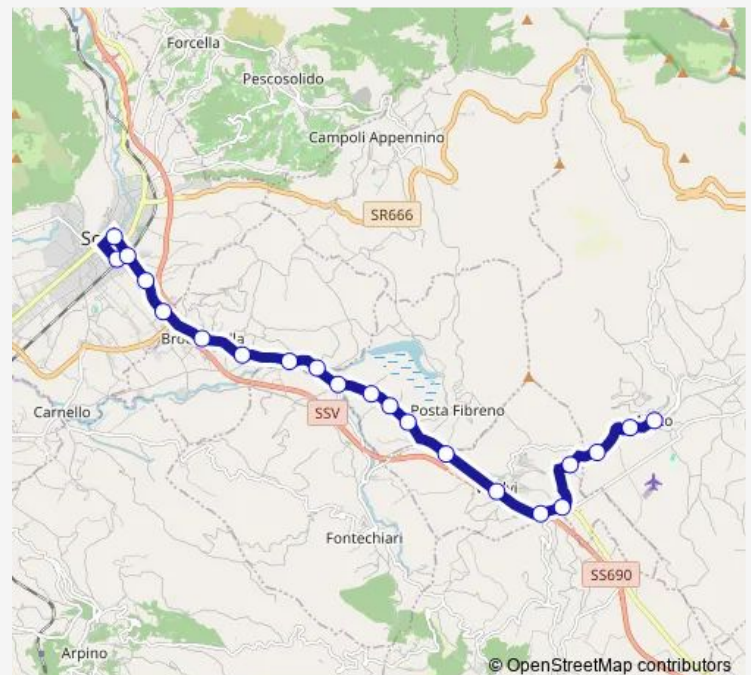 Forcella
Pescosolido
Campoli Appennino
SR666
Carnello
SSV
Posta Fibreno
Fontechiari
SS690
Arpino
© OpenStreetMap contributors